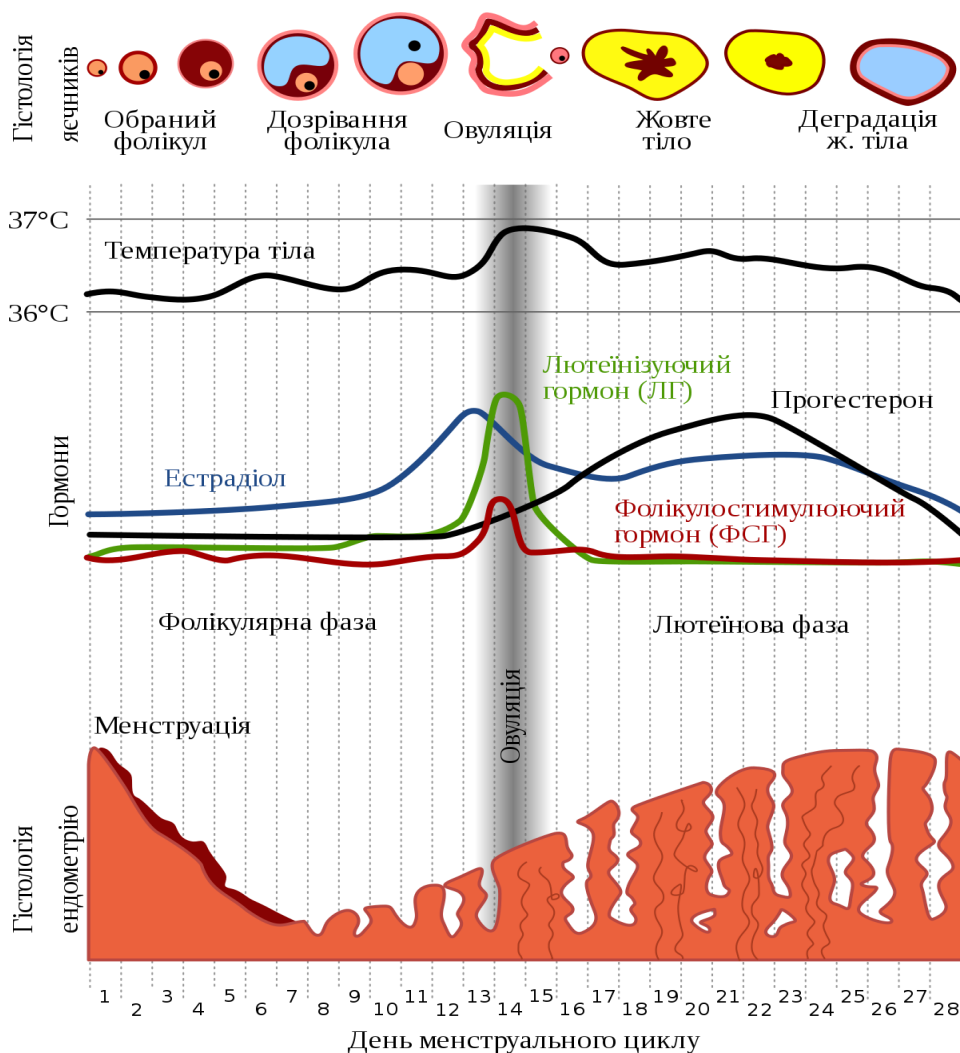 Гістологія
яєчників
Обраний
фолікул
Дозрівання
фолікула
Овуляція
Жовте
тіло
Деградація
ж. тіла
37°C
Температура тіла
36°C
Гормони
Лютеїнізуючий
гормон (ЛГ)
Прогестерон
Естрадіол
Фолікулостимулюючий
гормон (ФСГ)
Фолікулярна фаза
Лютеїнова фаза
Овуляція
Менструація
Гістологія
ендометрію
1 2 3 4 5 6 7 8 9 10 11 12 13 14 15 16 17 18 19 20 21 22 23 24 25 26 27 28
День менструального циклу